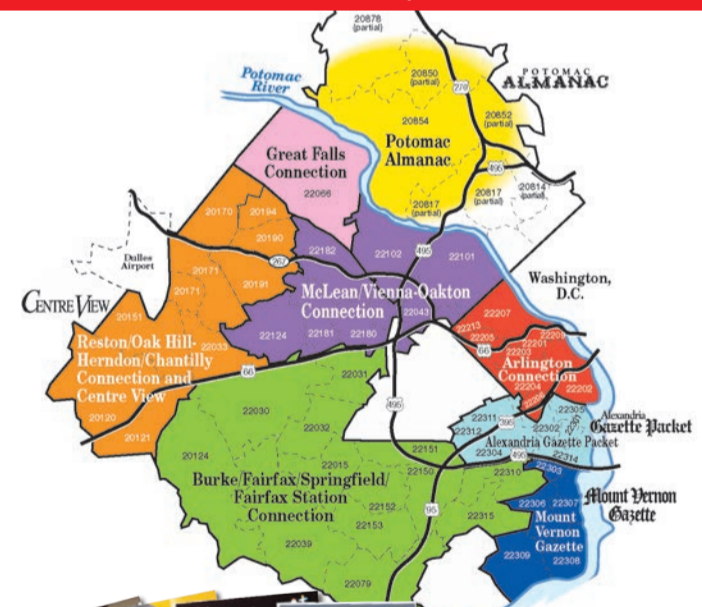 20878
(partial)
POTOMAC
ALMANAC
Potomac
River
20850
(partial)
270
20854
20852
(partial)
Potomac
Almanac
Great Falls
Connection
495
22066
20817
(partial)
20817
(partial)
20814
(partial)
20170
20194
20190
22182
22102
495
22101
Dulles
Airport
267
20171
20171
20191
McLean/Vienna-Oakton
Connection
Washington,
D.C.
CENTRE VIEW
20151
22043
22207
22213
22205
22209
22201
22203
Reston/Oak Hill-
Herndon/Chantilly
Connection and
Centre View
22033
22124
22181
22180
66
66
Arlington
Connection
22204
22202
22206
22031
20120
20121
22030
22032
495
22311
22312
395
22305
22302
22301
Alexandria
Gazette Packet
Alexandria Gazette Packet
22304
495
22314
20124
22015
22151
22150
22310
22303
Burke/Fairfax/Springfield/
Fairfax Station
Connection
22152
22153
95
22315
22306
22307
Mount Vernon
Gazette
Mount
Vernon
Gazette
22039
22309
22308
22079